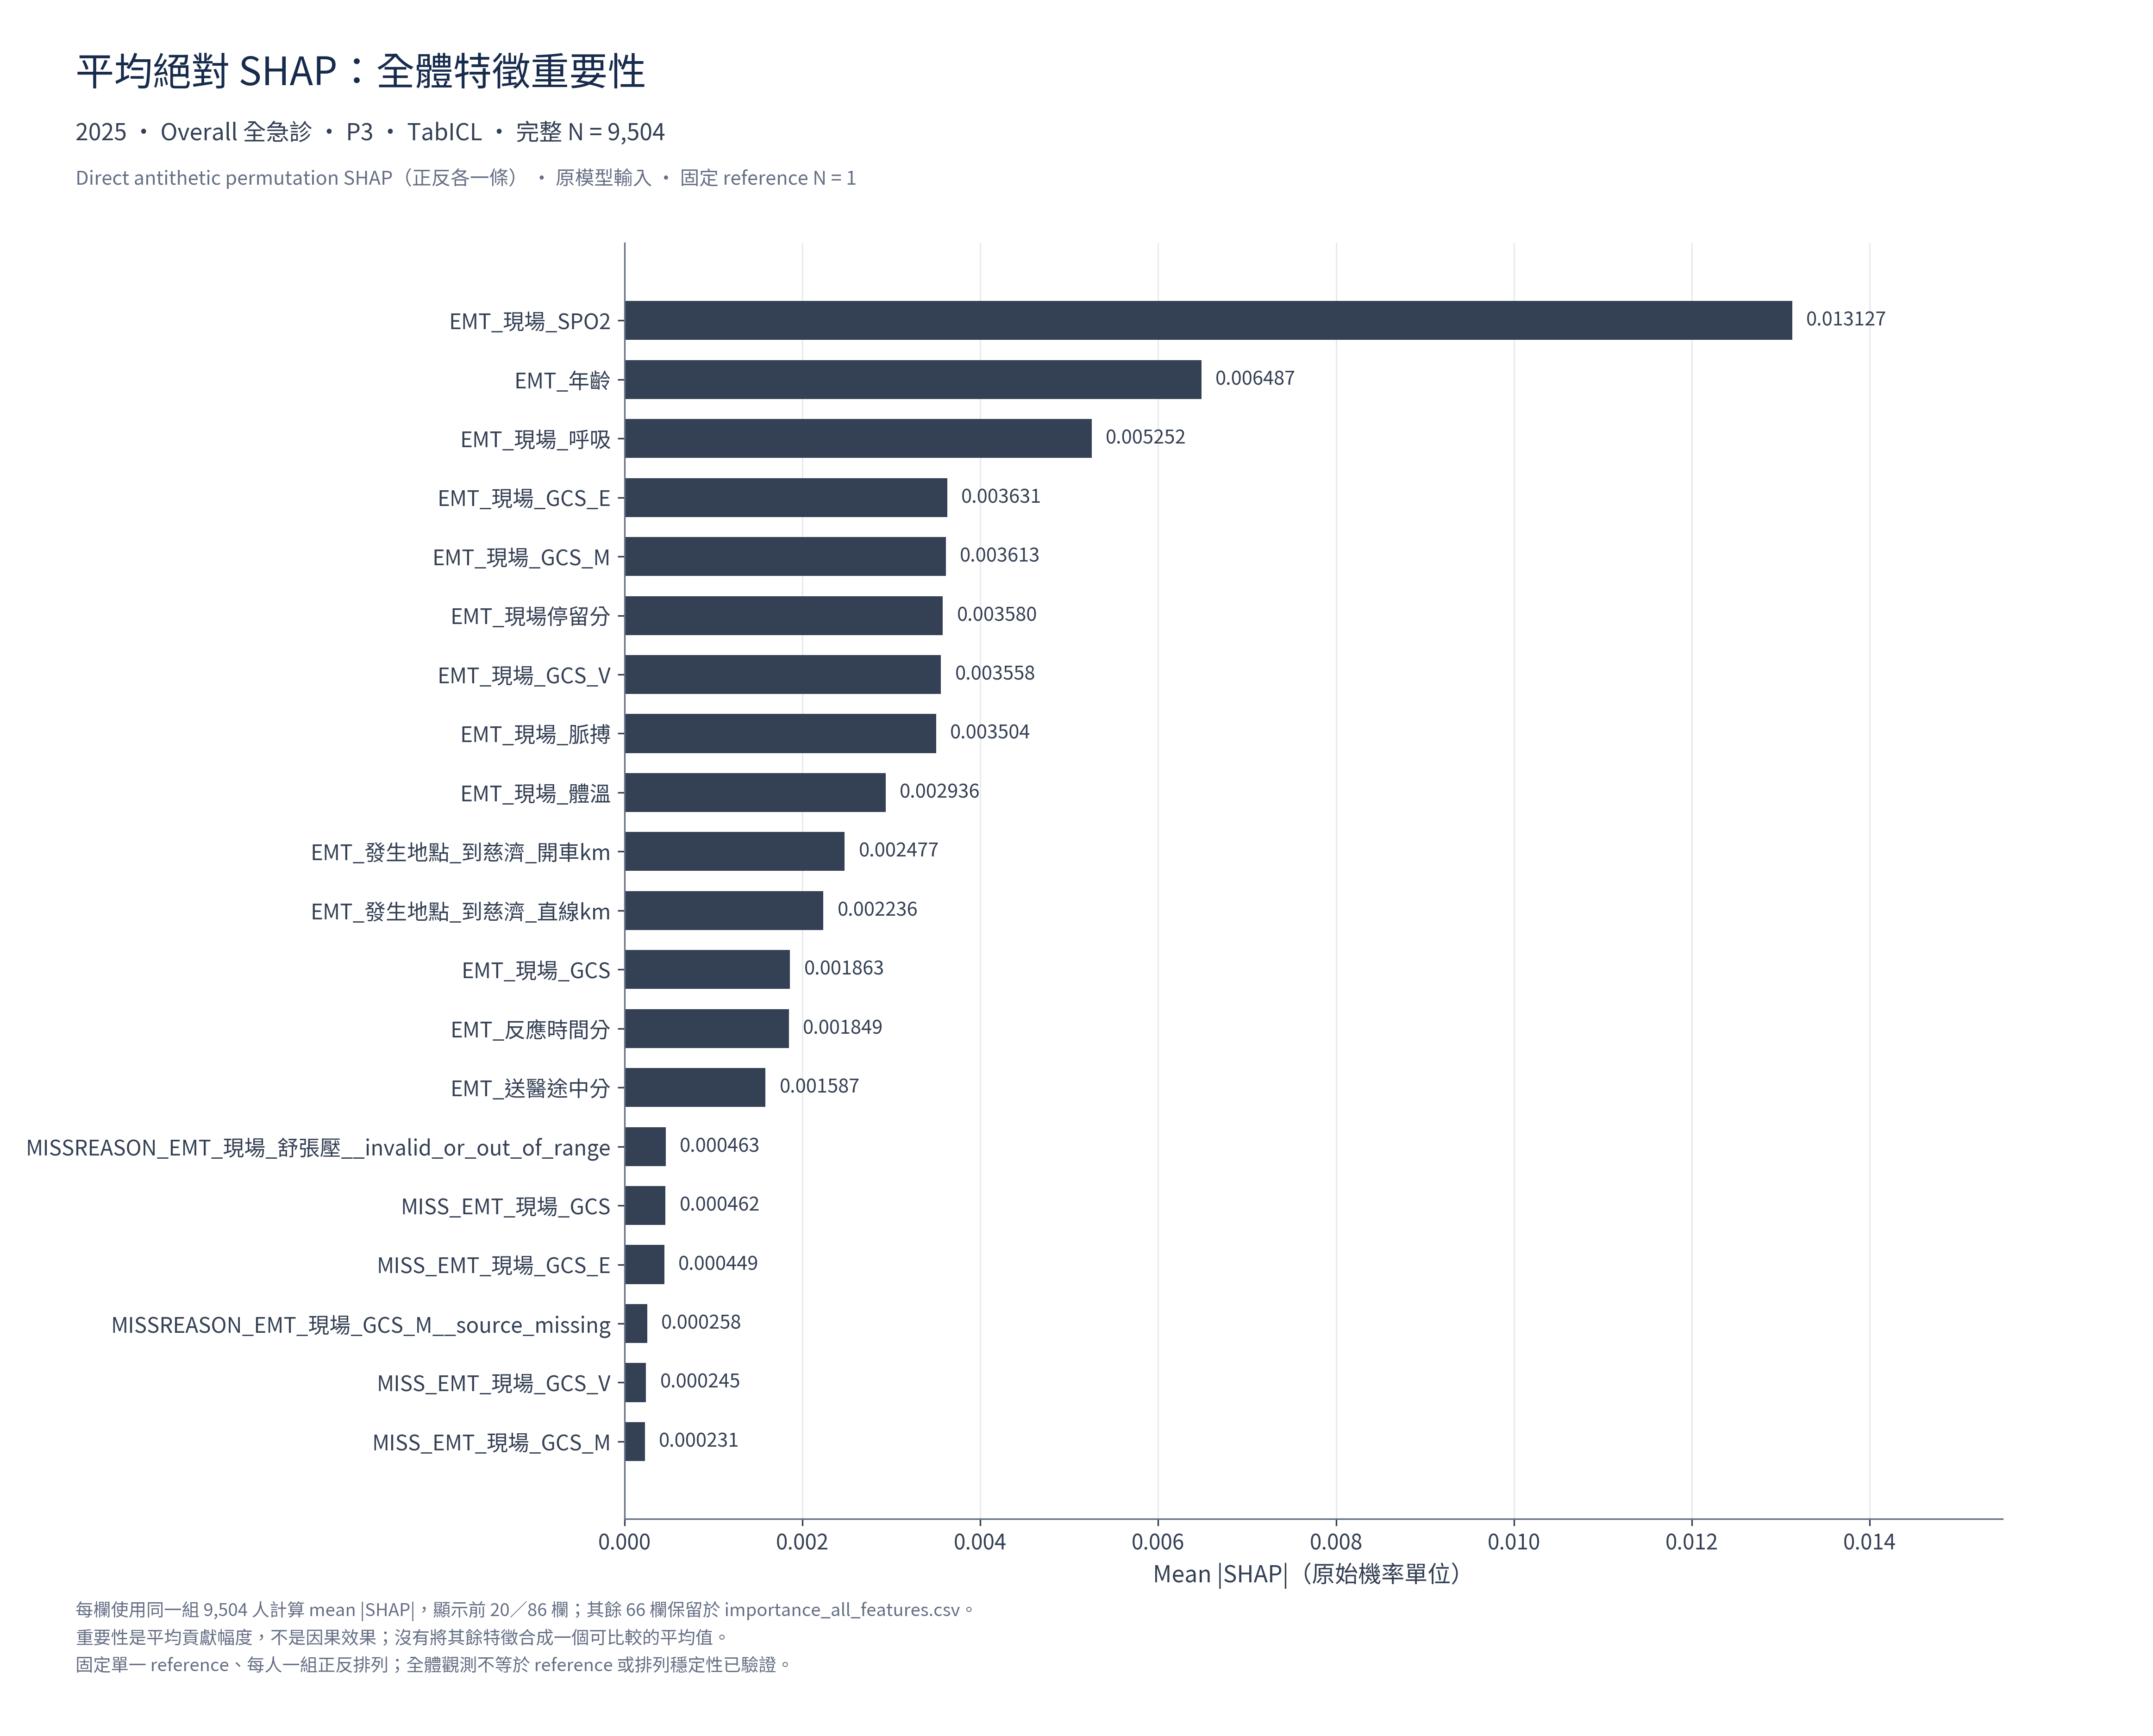 平均絕對 SHAP：全體特徵重要性
2025 • Overall 全急診 • P3 • TabICL • 完整 N = 9,504
Direct antithetic permutation SHAP（正反各一條） • 原模型輸入 • 固定 reference N = 1
EMT_現場_SPO2 0.013127
EMT_年齡 0.006487
EMT_現場_呼吸 0.005252
EMT_現場_GCS_E 0.003631
EMT_現場_GCS_M 0.003613
EMT_現場停留分 0.003580
EMT_現場_GCS_V 0.003558
EMT_現場_脈搏 0.003504
EMT_現場_體溫 0.002936
EMT_發生地點_到慈濟_開車km 0.002477
EMT_發生地點_到慈濟_直線km 0.002236
EMT_現場_GCS 0.001863
EMT_反應時間分 0.001849
EMT_送醫途中分 0.001587
MISSREASON_EMT_現場_舒張壓__invalid_or_out_of_range 0.000463
MISS_EMT_現場_GCS 0.000462
MISS_EMT_現場_GCS_E 0.000449
MISSREASON_EMT_現場_GCS_M__source_missing 0.000258
MISS_EMT_現場_GCS_V 0.000245
MISS_EMT_現場_GCS_M 0.000231
0.000 0.002 0.004 0.006 0.008 0.010 0.012 0.014
Mean |SHAP|（原始機率單位）
每欄使用同一組 9,504 人計算 mean |SHAP|，顯示前 20／86 欄；其餘 66 欄保留於 importance_all_features.csv。
重要性是平均貢獻幅度，不是因果效果；沒有將其餘特徵合成一個可比較的平均值。
固定單一 reference、每人一組正反排列；全體觀測不等於 reference 或排列穩定性已驗證。